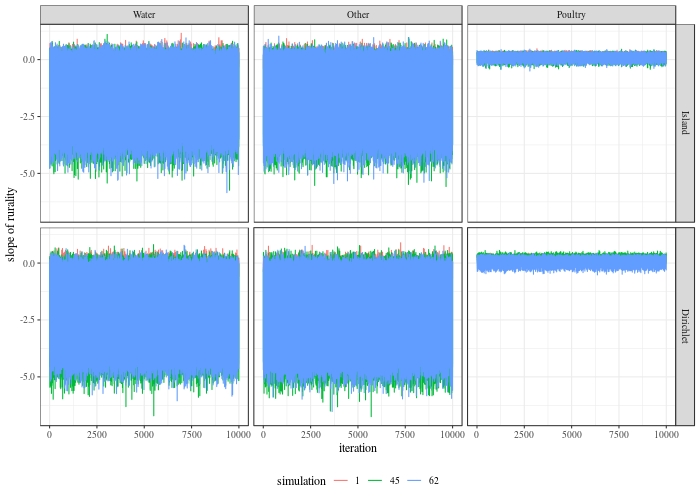 Water Other Poultry
0.0
-2.5
-5.0
Island
slope of rurality
0.0
-2.5
-5.0
Dirichlet
0 2500 5000 7500 10000 0 2500 5000 7500 10000 0 2500 5000 7500 10000
iteration
simulation 1 45 62